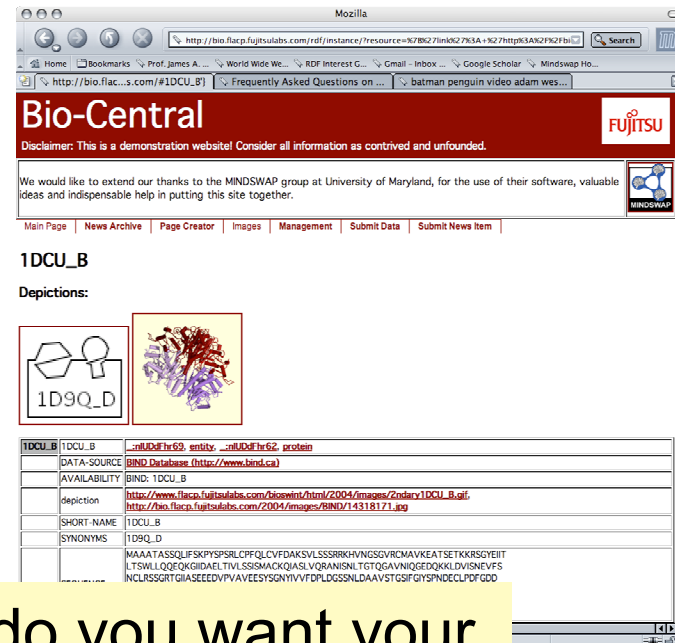 Mozilla
http://bio.flacp.fujitsulabs.com/rdf/instance/?resource=%7B%27link%27%3A+%27http%3A%2F%2Fbi
Search
Home Bookmarks Prof. James A. ... World Wide We... RDF Interest G... Gmail - Inbox ... Google Scholar Mindswap Ho...
http://bio.flac...s.com/#1DCU_B'} Frequently Asked Questions on ... batman penguin video adam wes...
Bio-Central
FUJITSU
Disclaimer: This is a demonstration website! Consider all information as contrived and unfounded.
We would like to extend our thanks to the MINDSWAP group at University of Maryland, for the use of their software, valuable
ideas and indispensable help in putting this site together.
MINDSWAP
Main Page News Archive Page Creator Images Management Submit Data Submit News Item
1DCU_B
Depictions:
1D9Q_D
1DCU_B 1DCU_B _:nIUDdFhr69, entity, _:nIUDdFhr62, protein
DATA-SOURCE BIND Database (http://www.bind.ca)
AVAILABILITY BIND: 1DCU_B
depiction http://www.flacp.fujitsulabs.com/bioswint/html/2004/images/2ndary1DCU_B.gif,
http://bio.flacp.fujitsulabs.com/2004/images/BIND/14318171.jpg
SHORT-NAME 1DCU_B
SYNONYMS 1D9Q_D
SEQUENCE
MAAATASSQLIFSKPYSPSRLCPFQLCVFDAKSVLSSSRRKHVNGSGVRCMAVKEATSETKKRSGYEIIT
LTSWLLQQEQKGIIDAELTIVLSSISMACKQIASLVQRANISNLTGTQGAVNIQGEDQKKLDVISNEVFS
NCLRSSGRTGIIASEEEDVPVAVEESYSGNYIVVFDPLDGSSNLDAAVSTGSIFGIYSPNDECLPDFGDD
do you want your